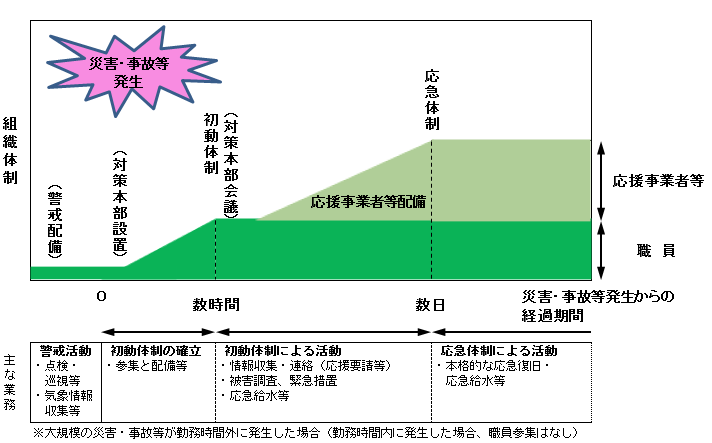 災害・事故等
発生
組織体制
(警戒配備)
(対策本部設置)
初動体制
(対策本部会議)
応急体制
応援事業者等配備
応援事業者等
職 員
0
数時間
数日
災害・事故等発生からの
経過期間
主な業務
警戒活動
・点検・
巡視等
・気象情報
収集等
初動体制の確立
・参集と配備等
初動体制による活動
・情報収集・連絡(応援要請等)
・被害調査、緊急措置
・応急給水等
応急体制による活動
・本格的な応急復旧・
応急給水等
※大規模の災害・事故等が勤務時間外に発生した場合(勤務時間内に発生した場合、職員参集はなし)